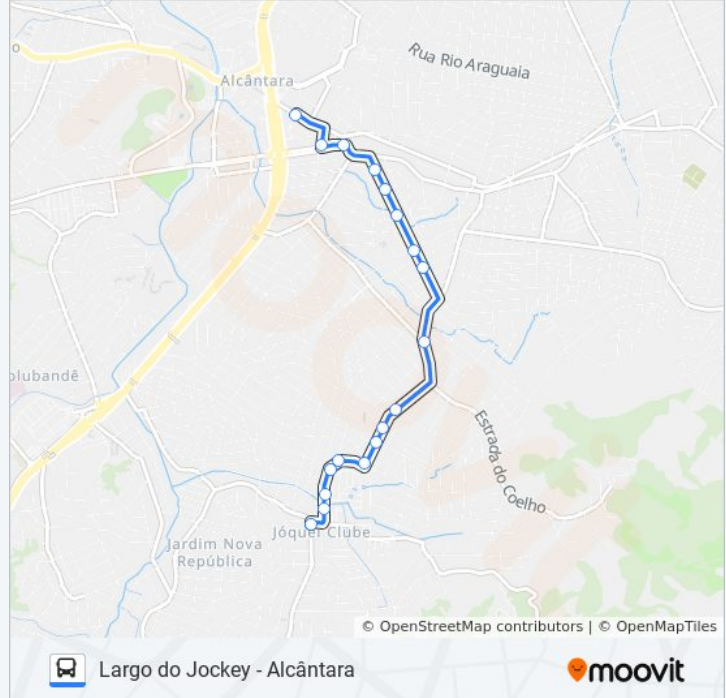 o
Rua Rio Araguaia
Alcântara
olubandê
Estrada do Coelho
Jóquei Clube
Jardim Nova
República
© OpenStreetMap contributors | © OpenMapTiles
Largo do Jockey - Alcântara
moovit